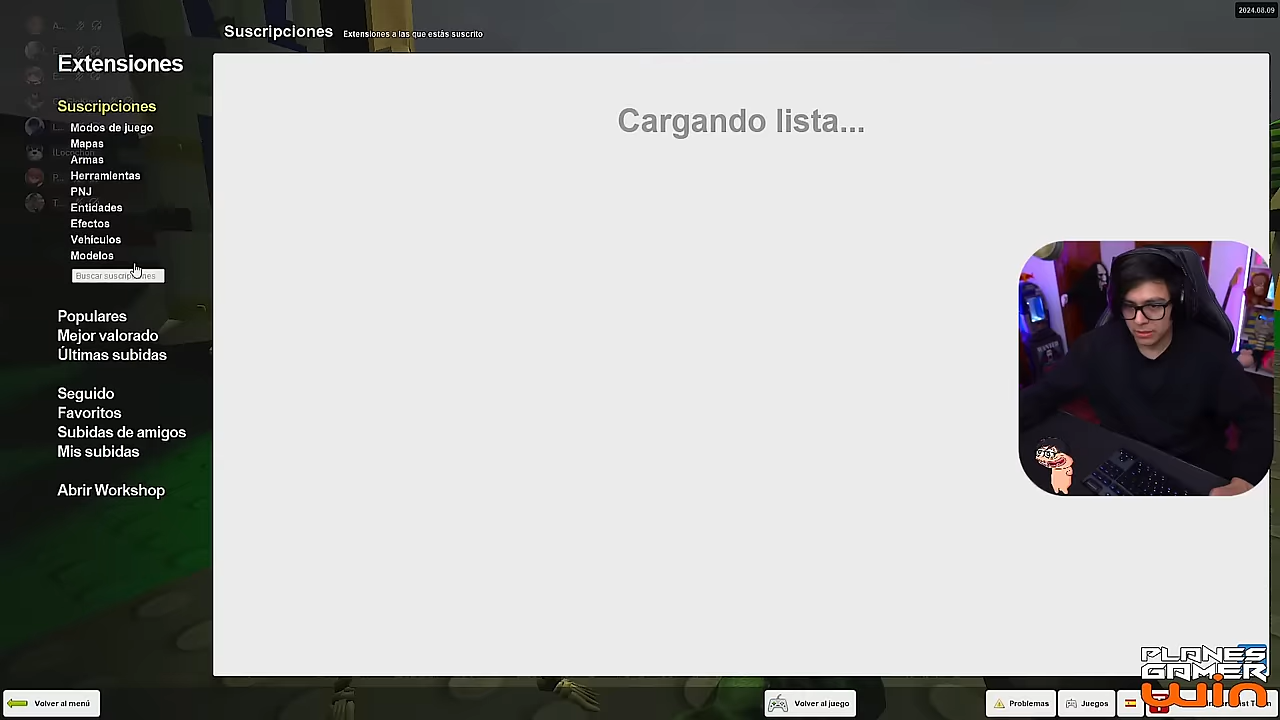 2024.08.09
Suscripciones
Extensiones a las que estás suscrito
Extensiones
Cargando lista...
Suscripciones
Modos de juego
Mapas
Armas
Herramientas
PNJ
Entidades
Efectos
Vehículos
Modelos
Buscar suscripciones
Populares
Mejor valorado
Últimas subidas
Seguido
Favoritos
Subidas de amigos
Mis subidas
Abrir Workshop
Volver al menú
Volver al juego
Problemas
Juegos
PLANES
GAMER
Win